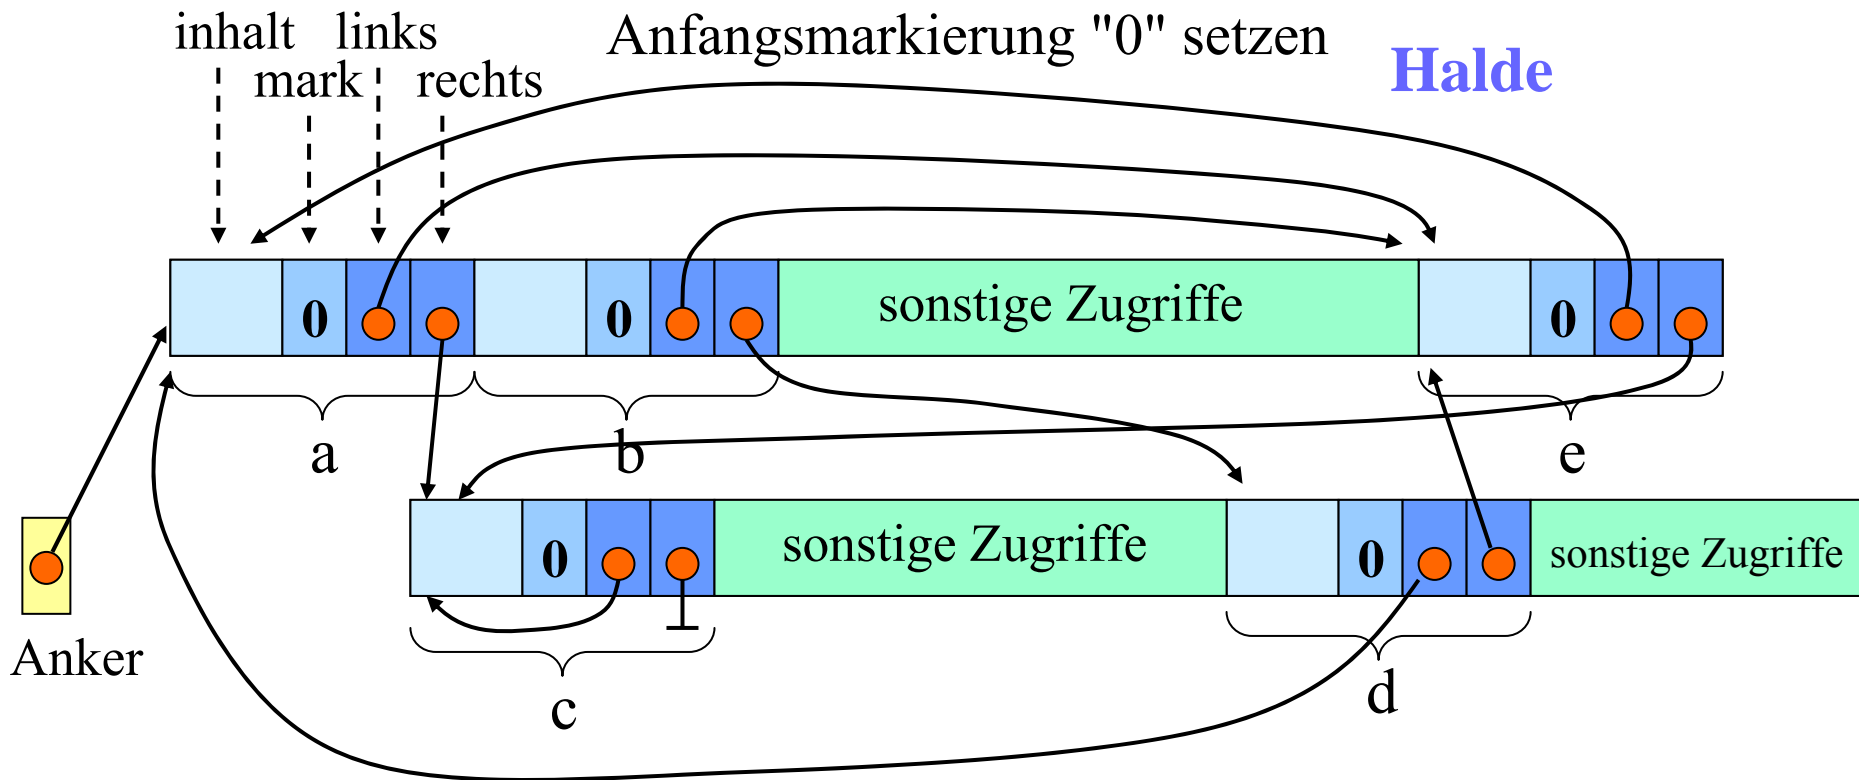 inhalt links Anfangsmarkierung "0" setzen
mark rechts Halde
0 0 sonstige Zugriffe 0
a b e
0 sonstige Zugriffe 0 sonstige Zugriffe
Anker
c d